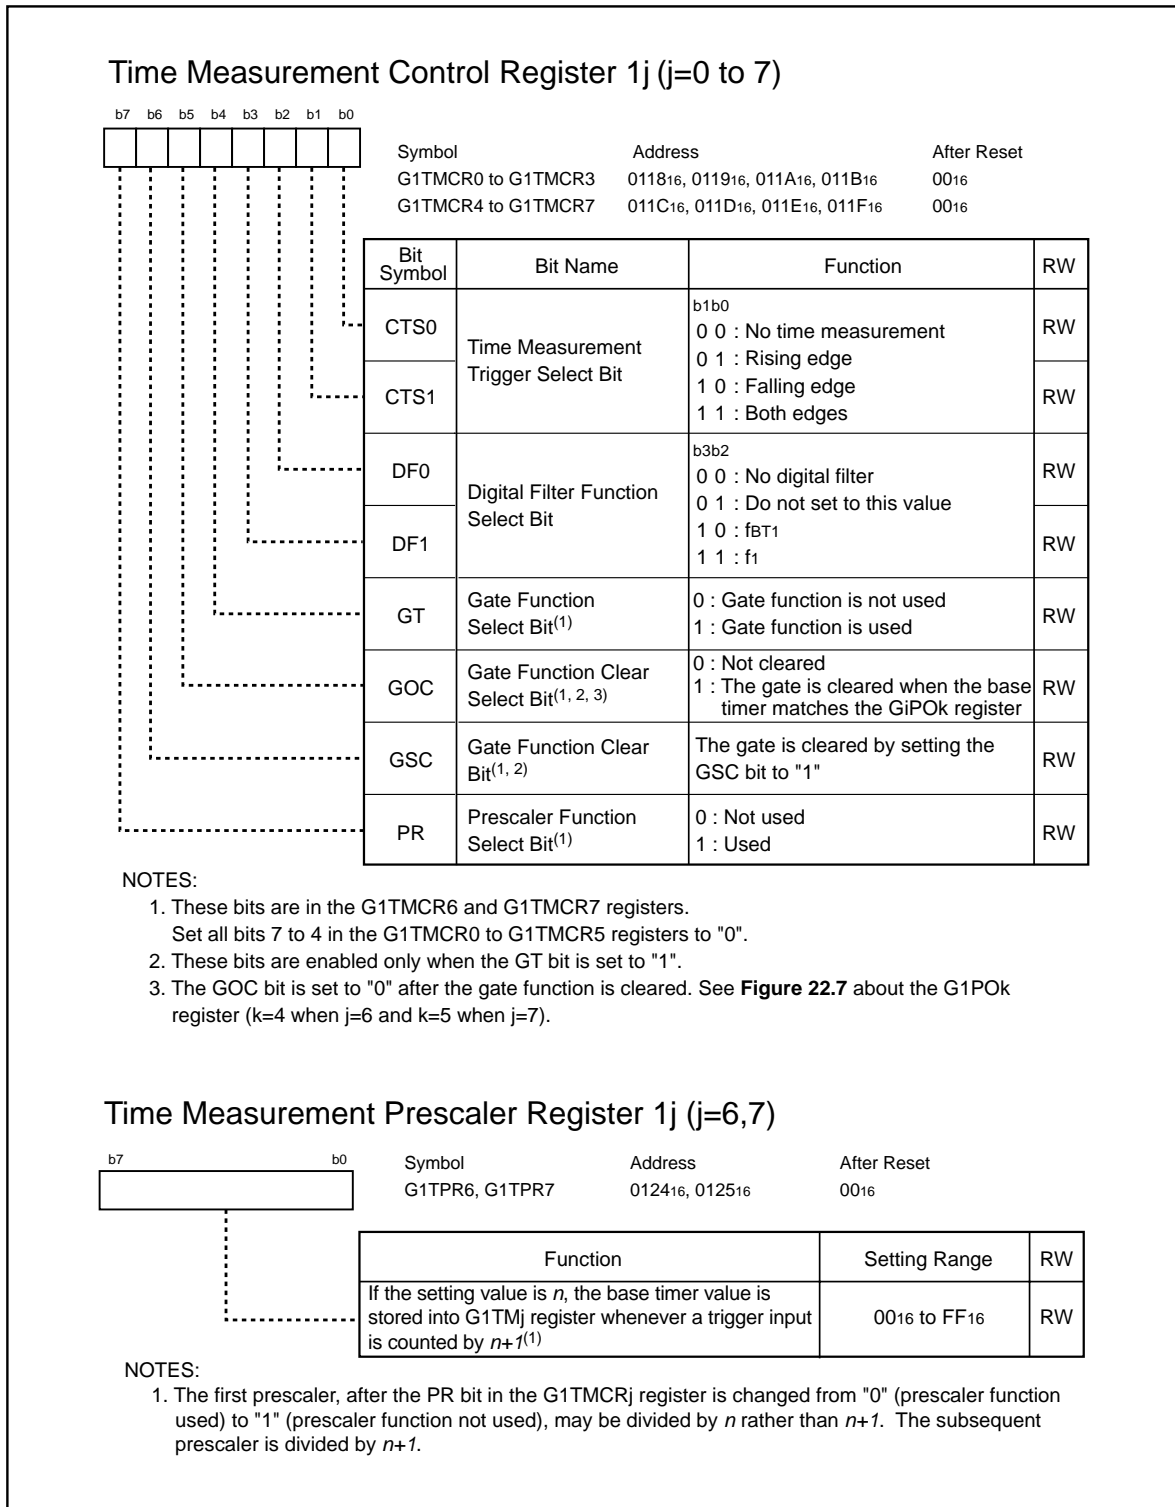 Time Measurement Control Register 1j (j=0 to 7)
b7 b6 b5 b4 b3 b2 b1 b0
Symbol Address After Reset
G1TMCR0 to G1TMCR3 011816, 011916, 011A16, 011B16 0016
G1TMCR4 to G1TMCR7 011C16, 011D16, 011E16, 011F16 0016
Bit Symbol Bit Name Function RW
CTS0 RW
CTS1 RW
Time Measurement
Trigger Select Bit
b1b0
0 0 : No time measurement
0 1 : Rising edge
1 0 : Falling edge
1 1 : Both edges
DF0 RW
DF1 RW
Digital Filter Function
Select Bit
b3b2
0 0 : No digital filter
0 1 : Do not set to this value
1 0 : fBT1
1 1 : f1
GT
Gate Function
Select Bit(1)
0 : Gate function is not used
1 : Gate function is used
RW
GOC
Gate Function Clear
Select Bit(1, 2, 3)
0 : Not cleared
1 : The gate is cleared when the base
timer matches the GiPOk register
RW
GSC
Gate Function Clear
Bit(1, 2)
The gate is cleared by setting the
GSC bit to "1"
RW
PR
Prescaler Function
Select Bit(1)
0 : Not used
1 : Used
RW
NOTES:
1. These bits are in the G1TMCR6 and G1TMCR7 registers.
Set all bits 7 to 4 in the G1TMCR0 to G1TMCR5 registers to "0".
2. These bits are enabled only when the GT bit is set to "1".
3. The GOC bit is set to "0" after the gate function is cleared. See Figure 22.7 about the G1POk
register (k=4 when j=6 and k=5 when j=7).
Time Measurement Prescaler Register 1j (j=6,7)
b7 b0
Symbol Address After Reset
G1TPR6, G1TPR7 012416, 012516 0016
Function Setting Range RW
If the setting value is n, the base timer value is
stored into G1TMj register whenever a trigger input
is counted by n+1(1)
0016 to FF16
RW
NOTES:
1. The first prescaler, after the PR bit in the G1TMCRj register is changed from "0" (prescaler function
used) to "1" (prescaler function not used), may be divided by n rather than n+1. The subsequent
prescaler is divided by n+1.